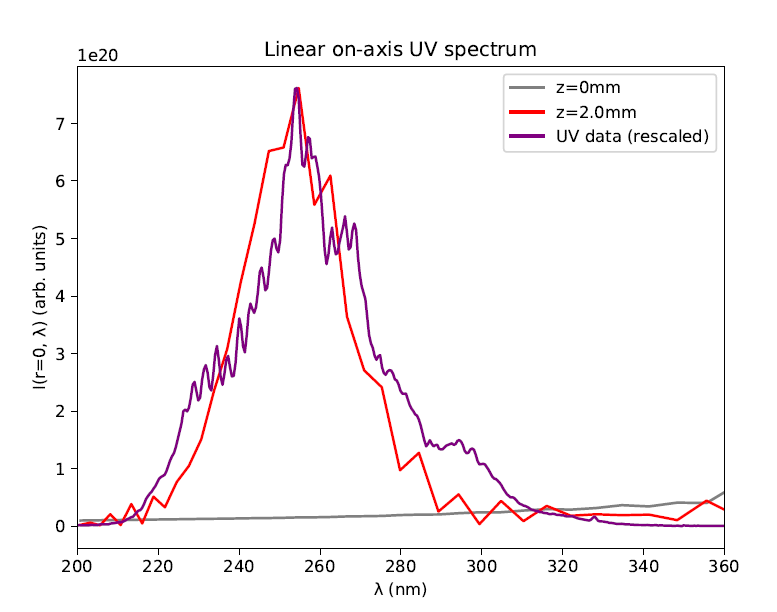 Linear on-axis UV spectrum
1e20
z=0mm
z=2.0mm
UV data (rescaled)
7
6
5
4
3
2
1
0
I(r=0, λ) (arb. units)
200 220 240 260 280 300 320 340 360
λ (nm)